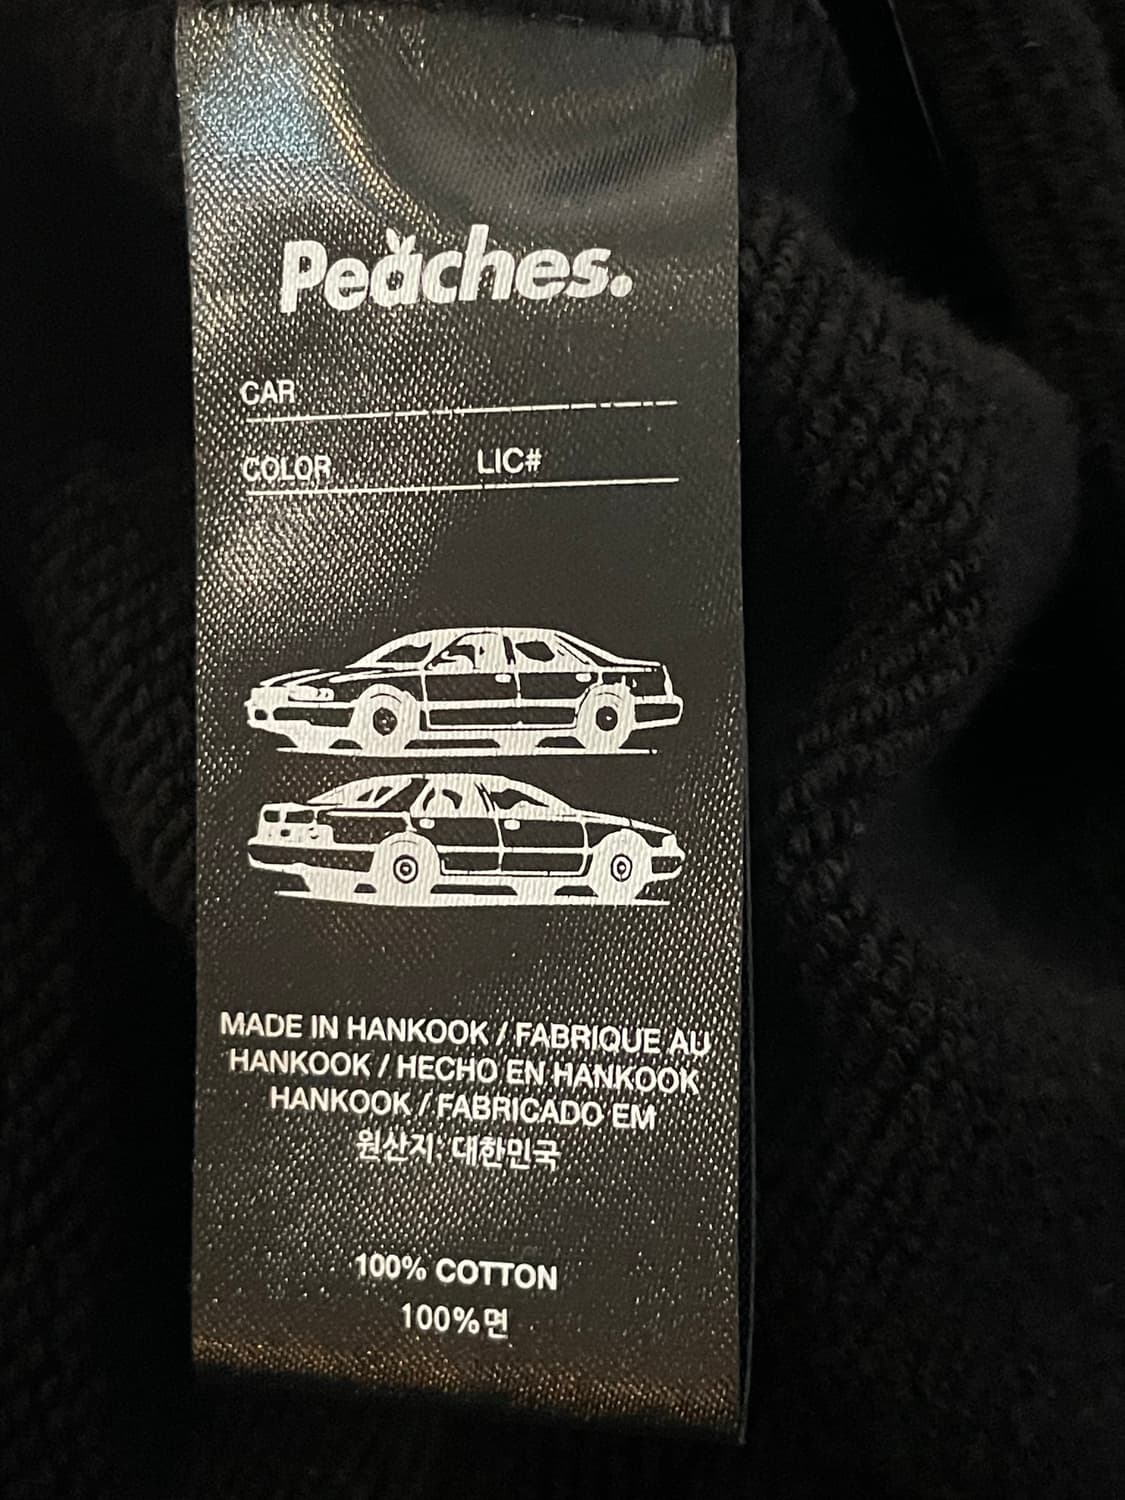 Peaches.
CAR
COLOR LIC#
MADE IN HANKOOK / FABRIQUE AU
HANKOOK / HECHO EN HANKOOK
HANKOOK / FABRICADO EM
원산지: 대한민국
100% COTTON
100%면